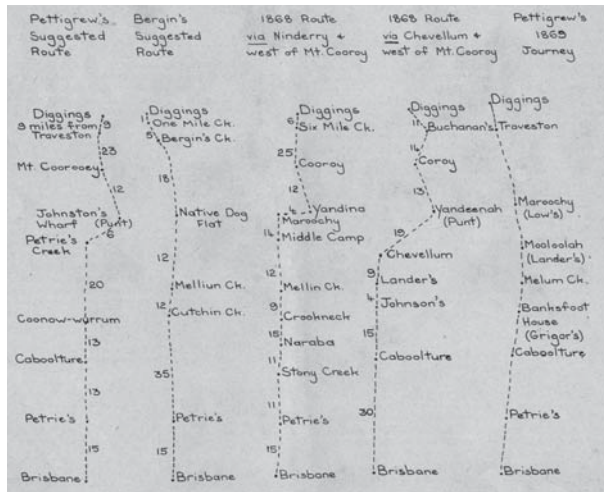 Pettigrew's
Suggested
Route
Diggings
9 miles from
Traveston
9
23
Mt. Coorooey
12
Johnston's
Wharf (Punt)
6
Petrie's
Creek
20
Coonow-wurrum
13
Caboolture
13
Petrie's
15
Brisbane
Bergin's
Suggested
Route
Diggings
1
One Mile Ck.
5
Bergin's Ck.
18
Native Dog
Flat
12
Melliun Ck.
12
Cutchin Ck.
35
Petrie's
15
Brisbane
1868 Route
via Ninderry &
west of Mt. Cooroy
Diggings
6
Six Mile Ck.
25
Cooroy
12
Yandina
4
Maroochy
14
Middle Camp
12
Mellin Ck.
9
Crookneck
15
Naraba
11
Stony Creek
11
Petrie's
15
Brisbane
1868 Route
via Chevellum &
west of Mt. Cooroy
Diggings
11
Buchanan's
14
Coroy
13
Yandeenah
(Punt)
19
Chevellum
9
Lander's
4
Johnson's
15
Caboolture
30
Brisbane
Pettigrew's
1869
Journey
Diggings
Traveston
Maroochy
(Low's)
Mooloolah
(Lander's)
Melum Ck.
Banksfoot
House
(Grigor's)
Caboolture
Petrie's
Brisbane